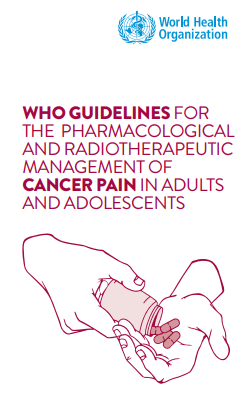 World Health
Organization
WHO GUIDELINES FOR
THE PHARMACOLOGICAL
AND RADIOTHERAPEUTIC
MANAGEMENT OF
CANCER PAIN IN ADULTS
AND ADOLESCENTS